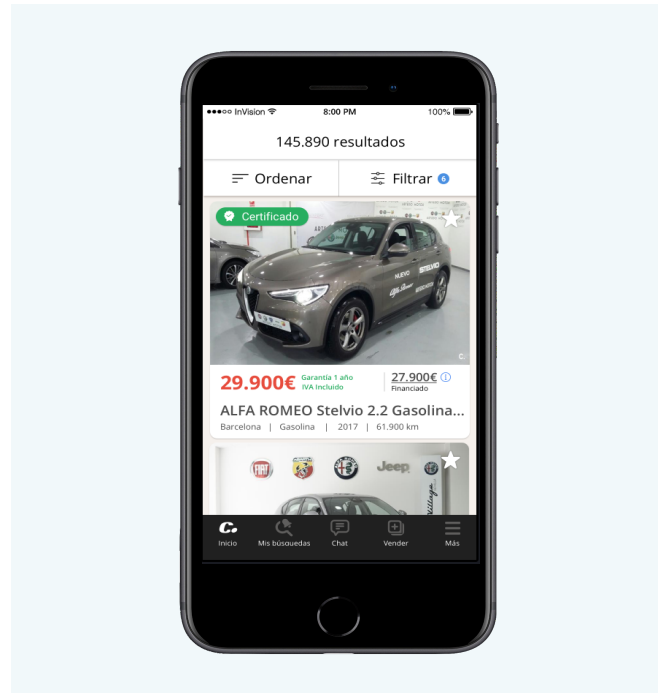 InVision
8:00 PM
100%
145.890 resultados
Ordenar
Filtrar 6
Certificado
NUEVO STELVIO
Alfa Romeo
29.900€
Garantía 1 año
IVA Incluido
27.900€
Financiado
ALFA ROMEO Stelvio 2.2 Gasolina...
Barcelona | Gasolina | 2017 | 61.900 km
FIAT
Jeep
C.
Inicio
Mis búsquedas
Chat
Vender
Más